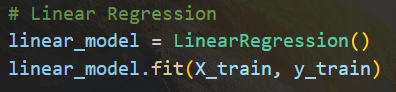 # Linear Regression
linear_model = LinearRegression()
linear_model.fit(X_train, y_train)